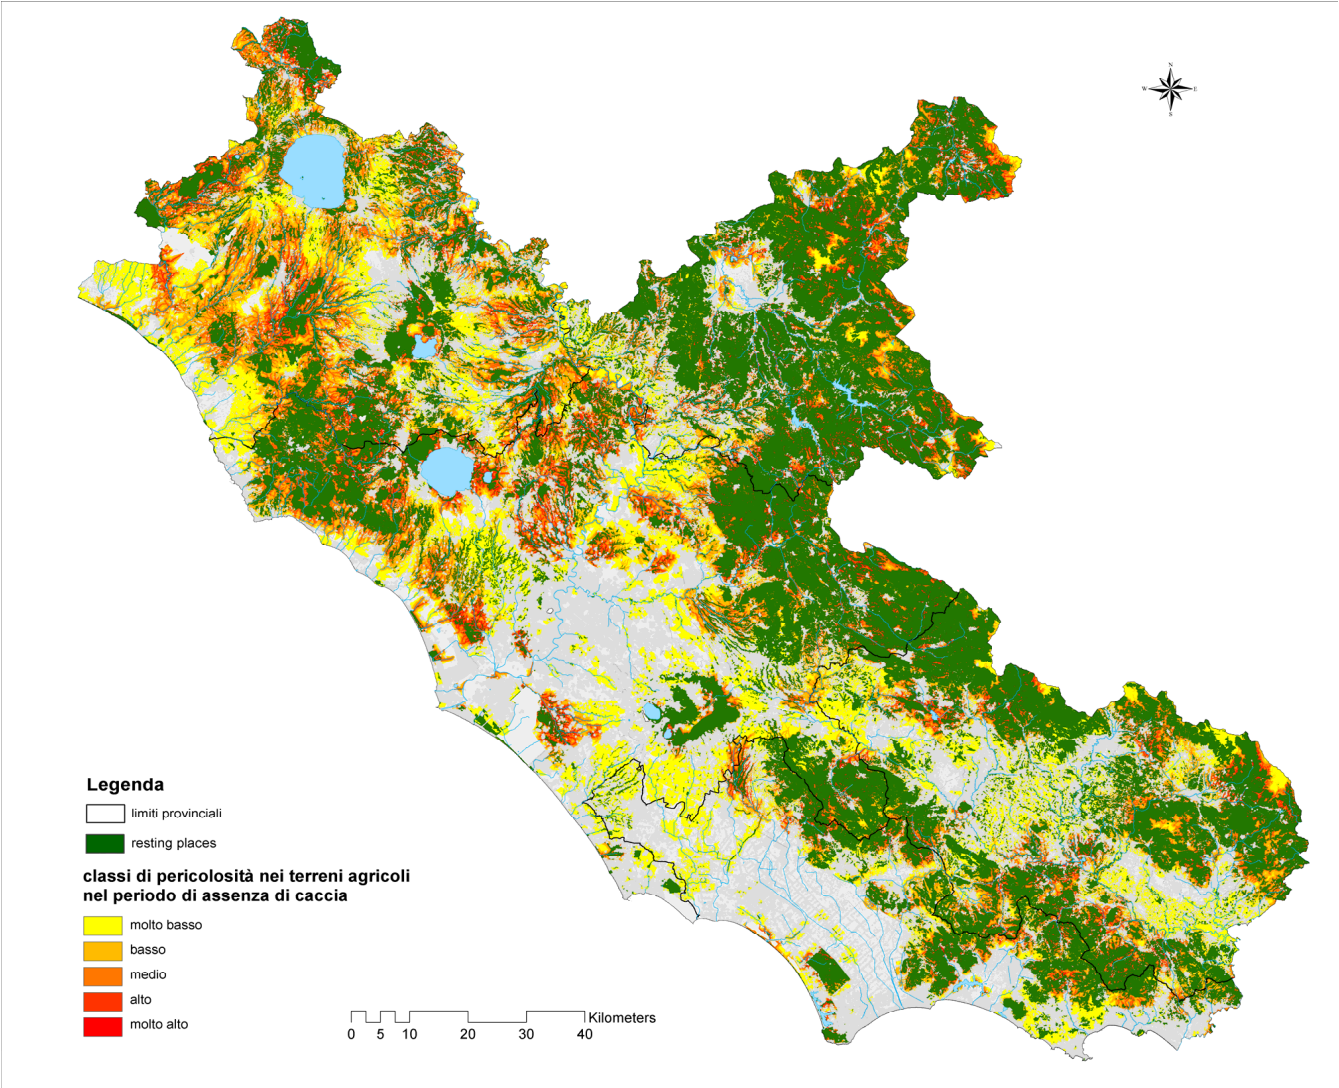 N
W E
S
Legenda
limiti provinciali
resting places
classi di pericolosità nei terreni agricoli
nel periodo di assenza di caccia
molto basso
basso
medio
alto
molto alto
Kilometers
0 5 10 20 30 40